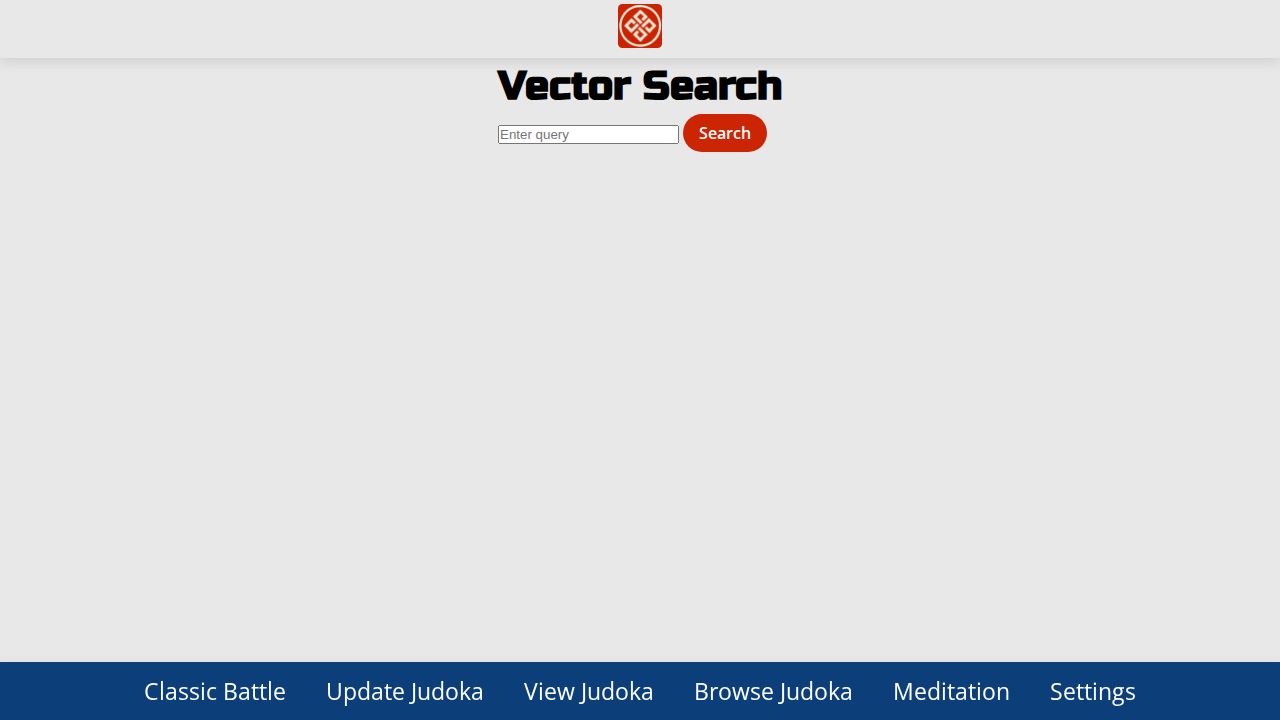 Vector Search
Enter query Search
Classic Battle Update Judoka View Judoka Browse Judoka Meditation Settings